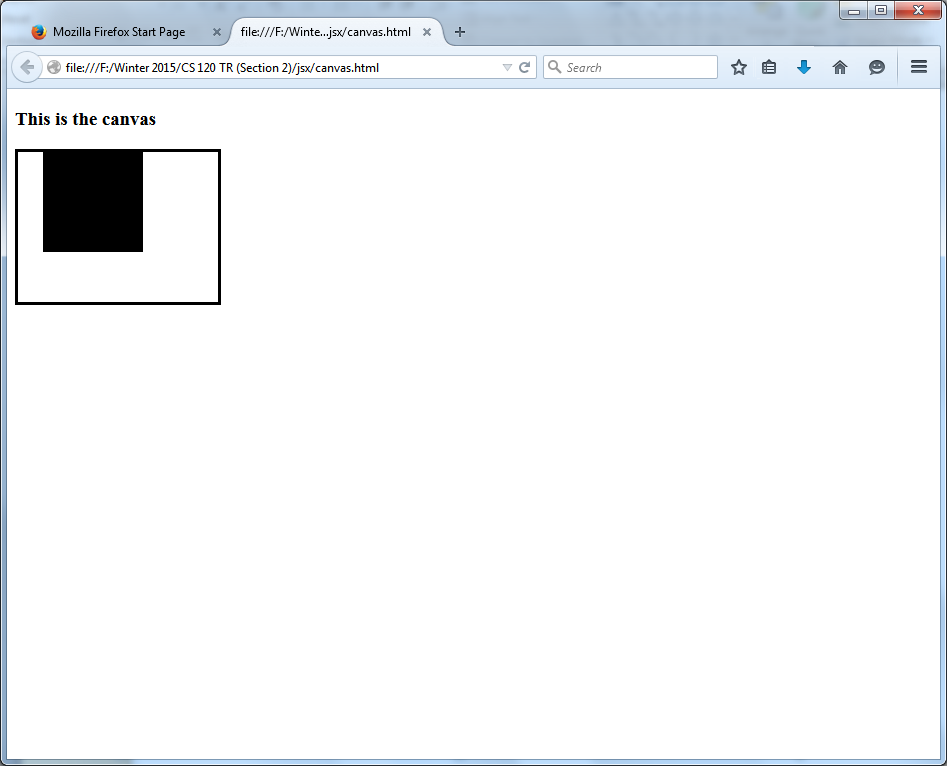 Mozilla Firefox Start Page
file:///F:/Winte...jsx/canvas.html
file:///F:/Winter 2015/CS 120 TR (Section 2)/jsx/canvas.html
Search
This is the canvas